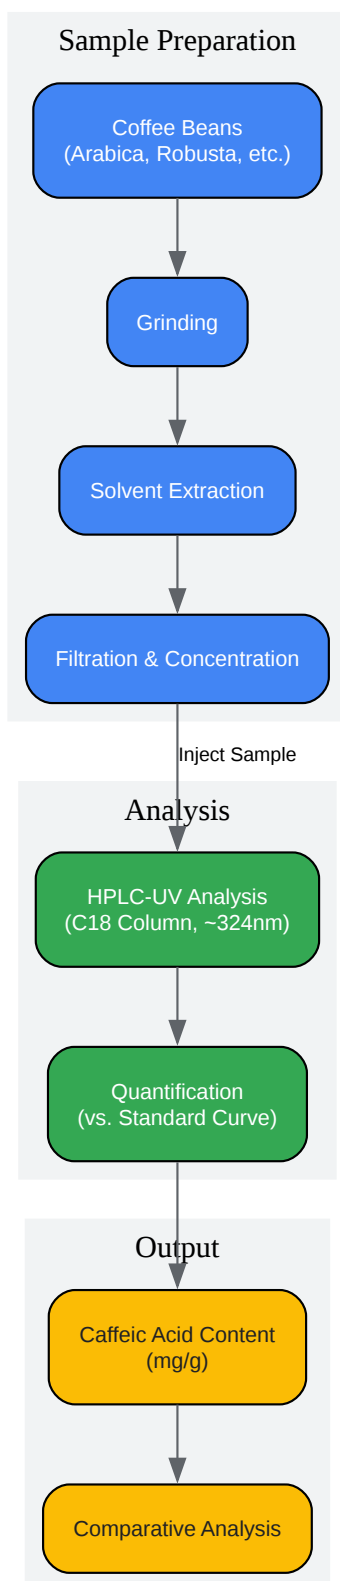 Sample Preparation
Coffee Beans
(Arabica, Robusta, etc.)
Grinding
Solvent Extraction
Filtration & Concentration
Inject Sample
Analysis
HPLC-UV Analysis
(C18 Column, ~324nm)
Quantification
(vs. Standard Curve)
Output
Caffeic Acid Content
(mg/g)
Comparative Analysis